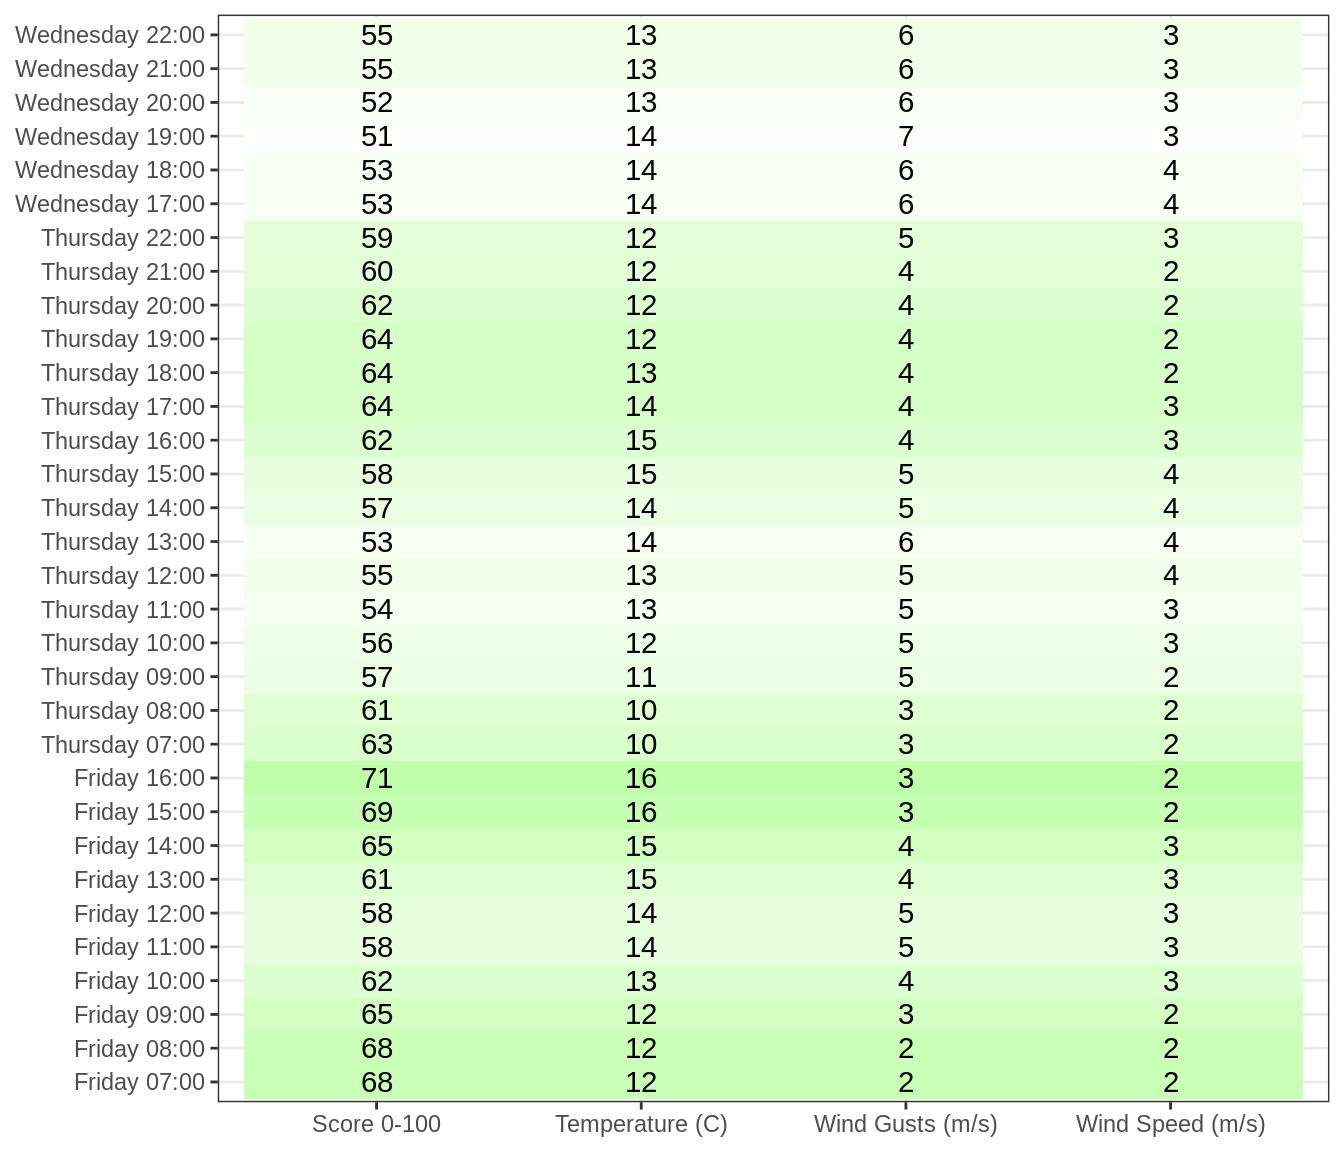 Wednesday 22:00 55 13 6 3
Wednesday 21:00 55 13 6 3
Wednesday 20:00 52 13 6 3
Wednesday 19:00 51 14 7 3
Wednesday 18:00 53 14 6 4
Wednesday 17:00 53 14 6 4
Thursday 22:00 59 12 5 3
Thursday 21:00 60 12 4 2
Thursday 20:00 62 12 4 2
Thursday 19:00 64 12 4 2
Thursday 18:00 64 13 4 2
Thursday 17:00 64 14 4 3
Thursday 16:00 62 15 4 3
Thursday 15:00 58 15 5 4
Thursday 14:00 57 14 5 4
Thursday 13:00 53 14 6 4
Thursday 12:00 55 13 5 4
Thursday 11:00 54 13 5 3
Thursday 10:00 56 12 5 3
Thursday 09:00 57 11 5 2
Thursday 08:00 61 10 3 2
Thursday 07:00 63 10 3 2
Friday 16:00 71 16 3 2
Friday 15:00 69 16 3 2
Friday 14:00 65 15 4 3
Friday 13:00 61 15 4 3
Friday 12:00 58 14 5 3
Friday 11:00 58 14 5 3
Friday 10:00 62 13 4 3
Friday 09:00 65 12 3 2
Friday 08:00 68 12 2 2
Friday 07:00 68 12 2 2
Score 0-100 Temperature (C) Wind Gusts (m/s) Wind Speed (m/s)